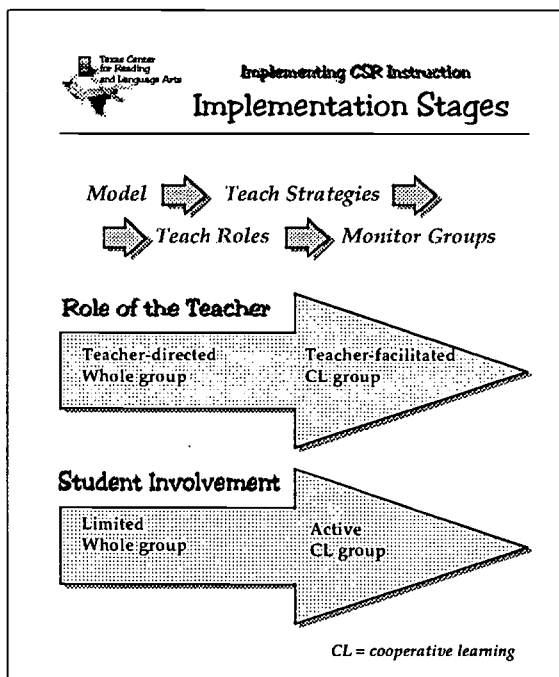 Texas Center
for Reading
and Language Arts
Implementing CSR Instruction
Implementation Stages
Model Teach Strategies
Teach Roles Monitor Groups
Role of the Teacher
Teacher-directed Teacher-facilitated
Whole group CL group
Student Involvement
Limited Active
Whole group CL group
CL = cooperative learning